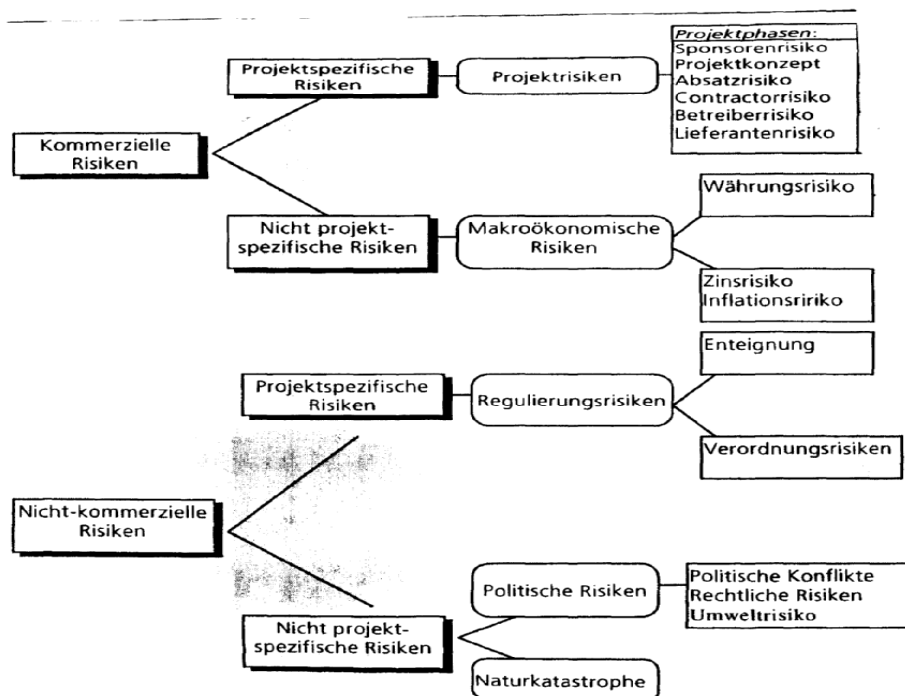 Projektphasen:
Sponsorenrisiko
Projektkonzept
Absatzrisiko
Contractorrisiko
Betreiberrisiko
Lieferantenrisiko
Projektspezifische
Risiken
Projektrisiken
Kommerzielle
Risiken
Nicht projekt-
spezifische Risiken
Makroökonomische
Risiken
Währungsrisiko
Zinsrisiko
Inflationsririko
Projektspezifische
Risiken
Regulierungsrisiken
Enteignung
Verordnungsrisiken
Nicht-kommerzielle
Risiken
Nicht projekt-
spezifische Risiken
Politische Risiken
Politische Konflikte
Rechtliche Risiken
Umweltrisiko
Naturkatastrophe